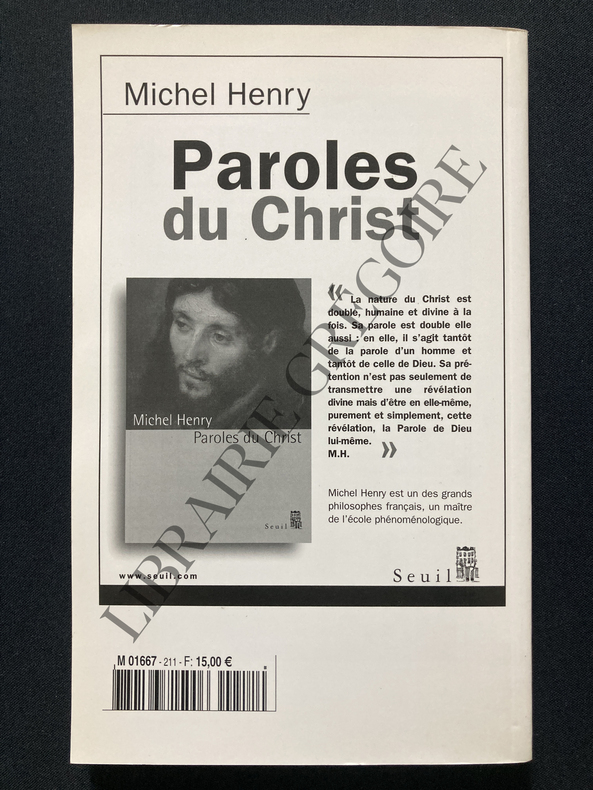 Michel Henry
Paroles
du Christ
« La nature du Christ est
double, humaine et divine à la
fois. Sa parole est double elle
aussi : en elle, il s'agit tantôt
de la parole d'un homme et
tantôt de celle de Dieu. Sa pré-
tention n'est pas seulement de
transmettre une révélation
divine mais d'être en elle-même,
purement et simplement, cette
révélation, la Parole de Dieu
lui-même.
M.H. »
Michel Henry
Paroles du Christ
Seuil
Michel Henry est un des grands
philosophes français, un maître
de l'école phénoménologique.
www.seuil.com
Seuil
M 01667 - 211 - F: 15,00 €
LIBRAIRIE GREGOIRE